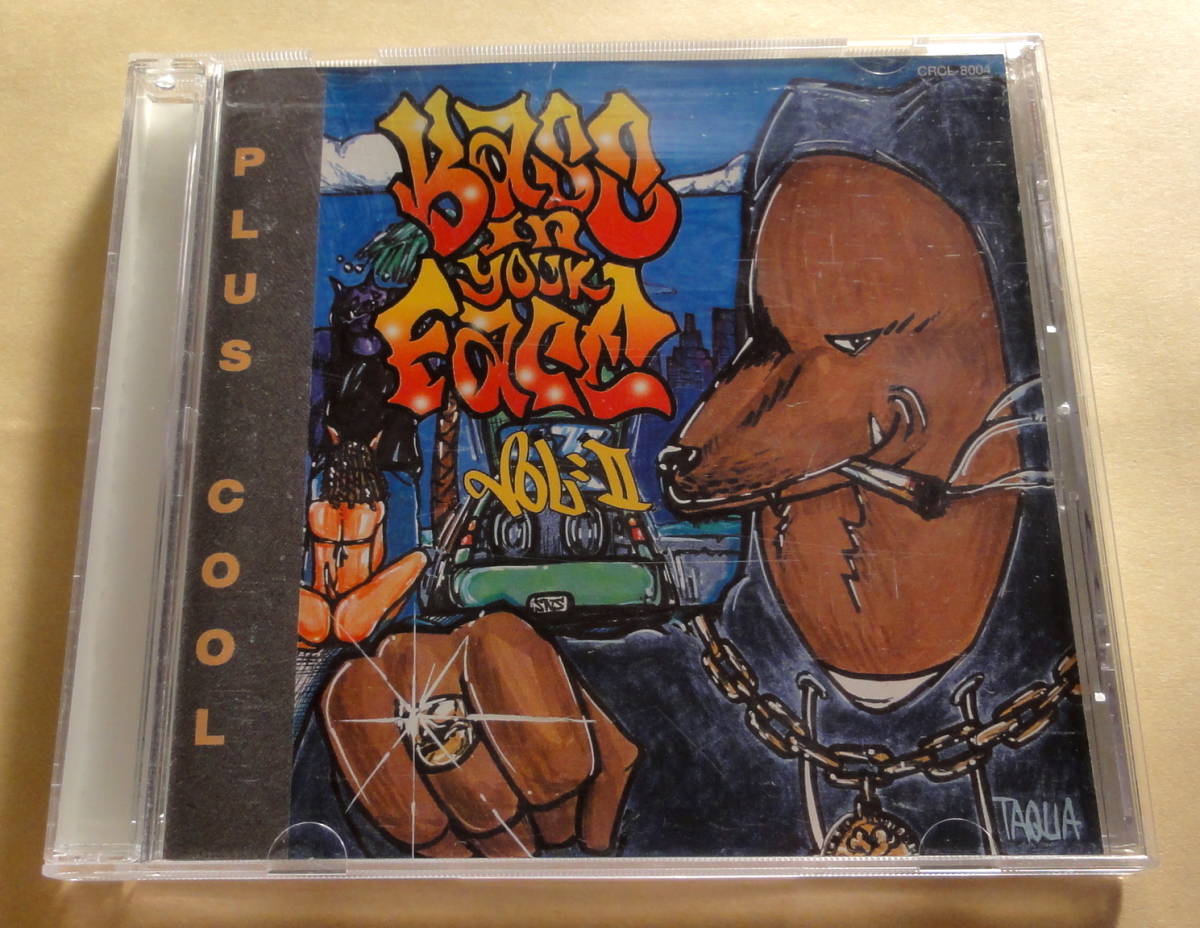 CRCL-8004
PLUS COOL
BASS
in
YOUR
FACE
VOL: II
TAQUA